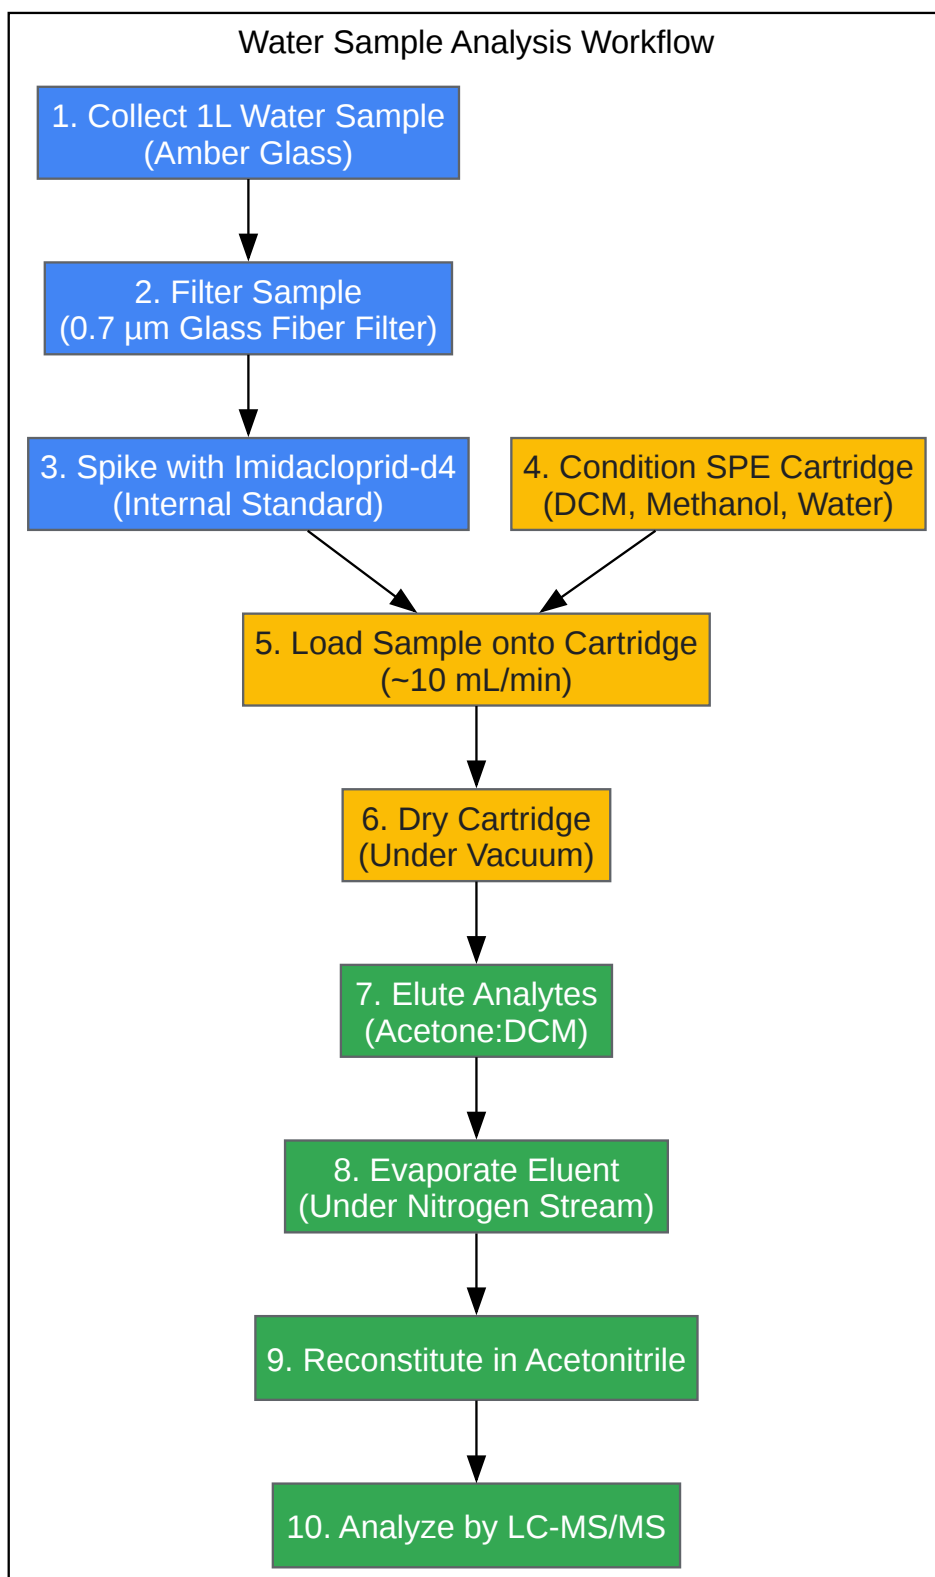 Water Sample Analysis Workflow
1. Collect 1L Water Sample
(Amber Glass)
2. Filter Sample
(0.7 µm Glass Fiber Filter)
3. Spike with Imidacloprid-d4
(Internal Standard)
4. Condition SPE Cartridge
(DCM, Methanol, Water)
5. Load Sample onto Cartridge
(~10 mL/min)
6. Dry Cartridge
(Under Vacuum)
7. Elute Analytes
(Acetone:DCM)
8. Evaporate Eluent
(Under Nitrogen Stream)
9. Reconstitute in Acetonitrile
10. Analyze by LC-MS/MS